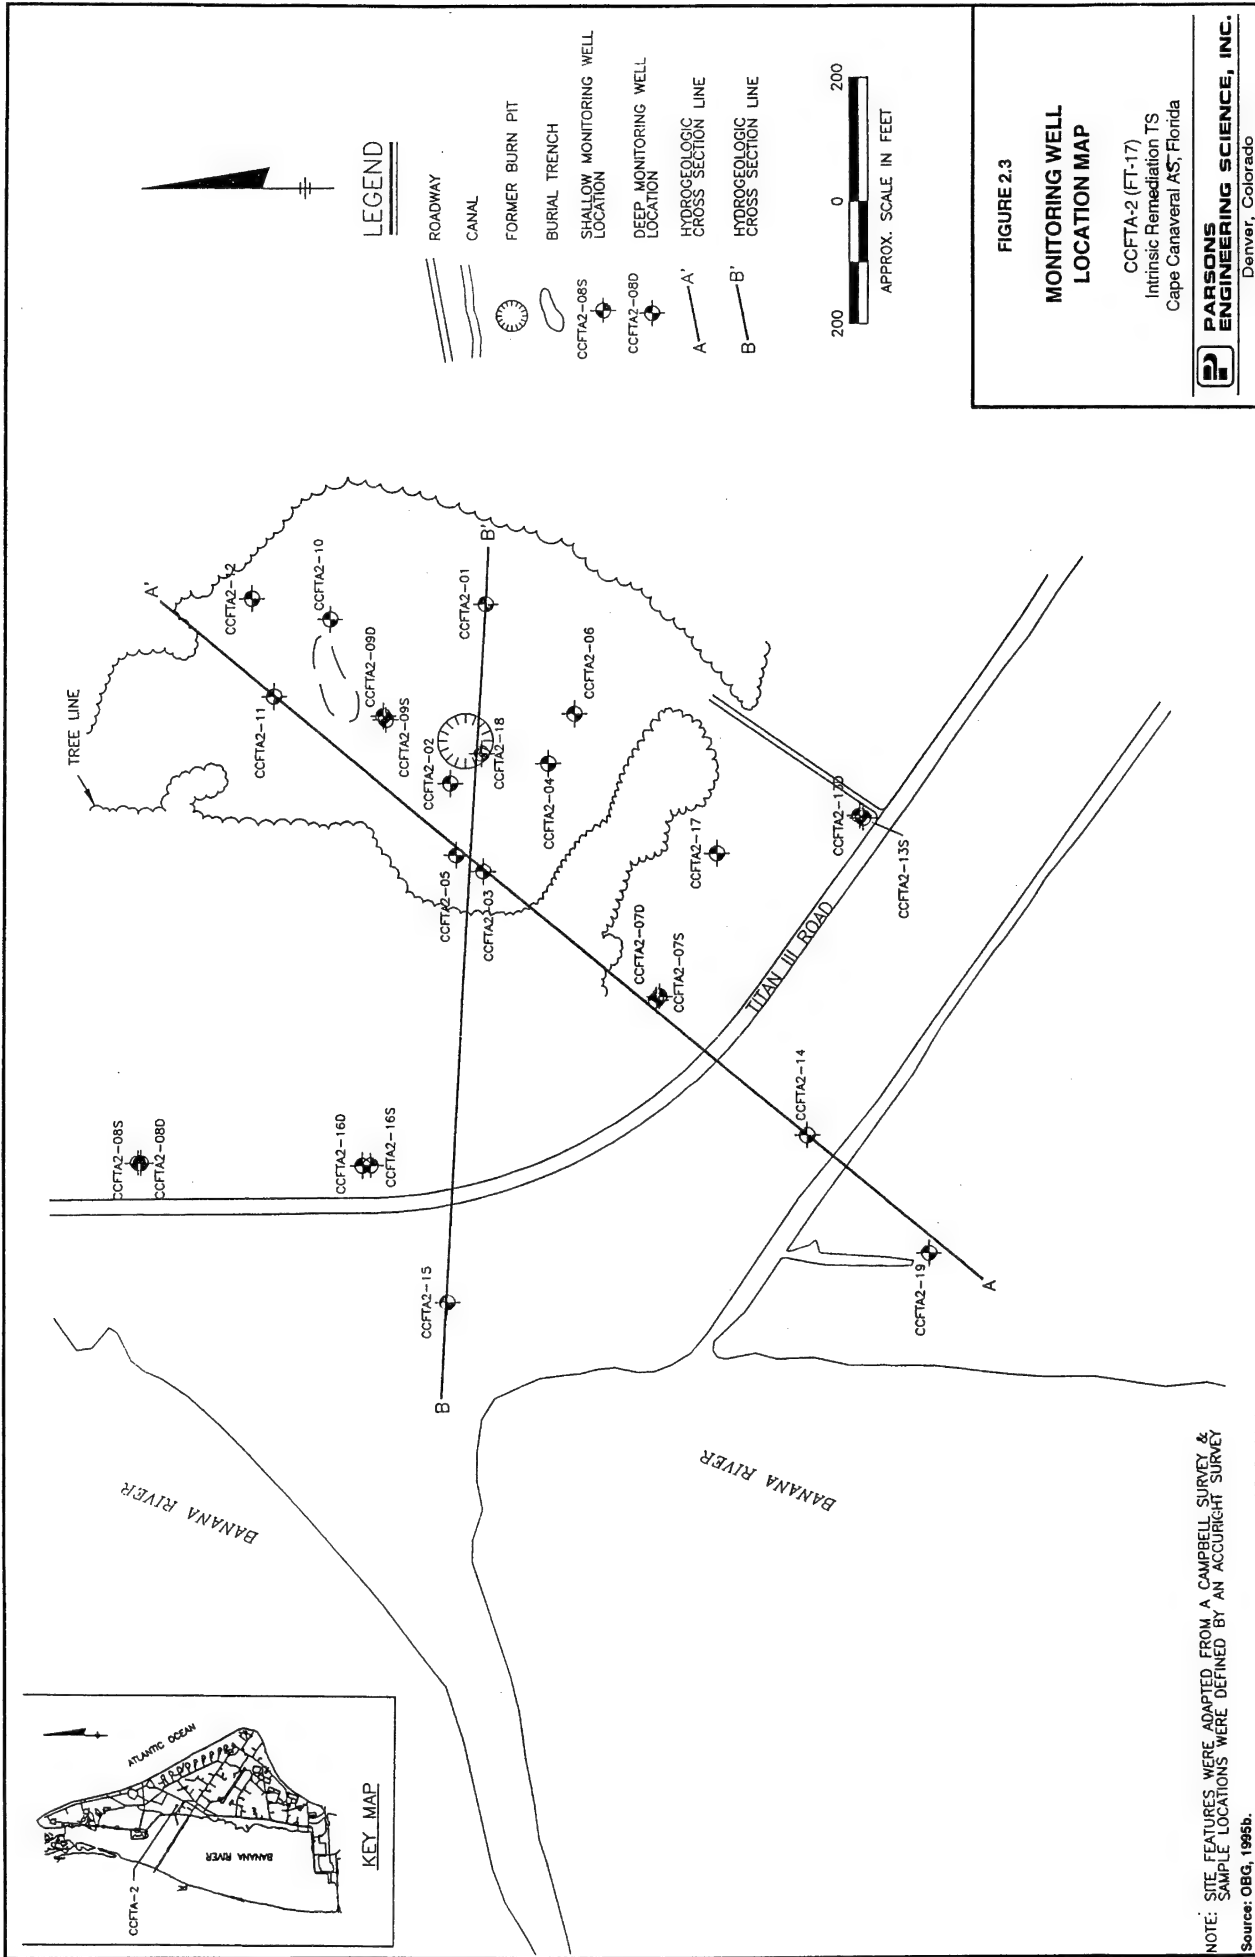 CCFTA-2
ATLANTIC OCEAN
BANANA RIVER
KEY MAP
BANANA RIVER
BANANA RIVER
TREE LINE
TITAN III ROAD
A'
A
B
B'
CCFTA2-08S
CCFTA2-08D
CCFTA2-16D
CCFTA2-16S
CCFTA2-15
CCFTA2-11
CCFTA2-12
CCFTA2-10
CCFTA2-09D
CCFTA2-09S
CCFTA2-02
CCFTA2-18
CCFTA2-01
CCFTA2-05
CCFTA2-03
CCFTA2-04
CCFTA2-06
CCFTA2-07D
CCFTA2-07S
CCFTA2-17
CCFTA2-13D
CCFTA2-13S
CCFTA2-14
CCFTA2-19
LEGEND
ROADWAY
CANAL
FORMER BURN PIT
BURIAL TRENCH
CCFTA2-08S
SHALLOW MONITORING WELL
LOCATION
CCFTA2-08D
DEEP MONITORING WELL
LOCATION
A A'
HYDROGEOLOGIC
CROSS SECTION LINE
B B'
HYDROGEOLOGIC
CROSS SECTION LINE
200 0 200
APPROX. SCALE IN FEET
FIGURE 2.3
MONITORING WELL
LOCATION MAP
CCFTA-2 (FT-17)
Intrinsic Remediation TS
Cape Canaveral AS, Florida
PARSONS
ENGINEERING SCIENCE, INC.
Denver, Colorado
NOTE: SITE FEATURES WERE ADAPTED FROM A CAMPBELL SURVEY &
SAMPLE LOCATIONS WERE DEFINED BY AN ACCURIGHT SURVEY
Source: OBG, 1995b.